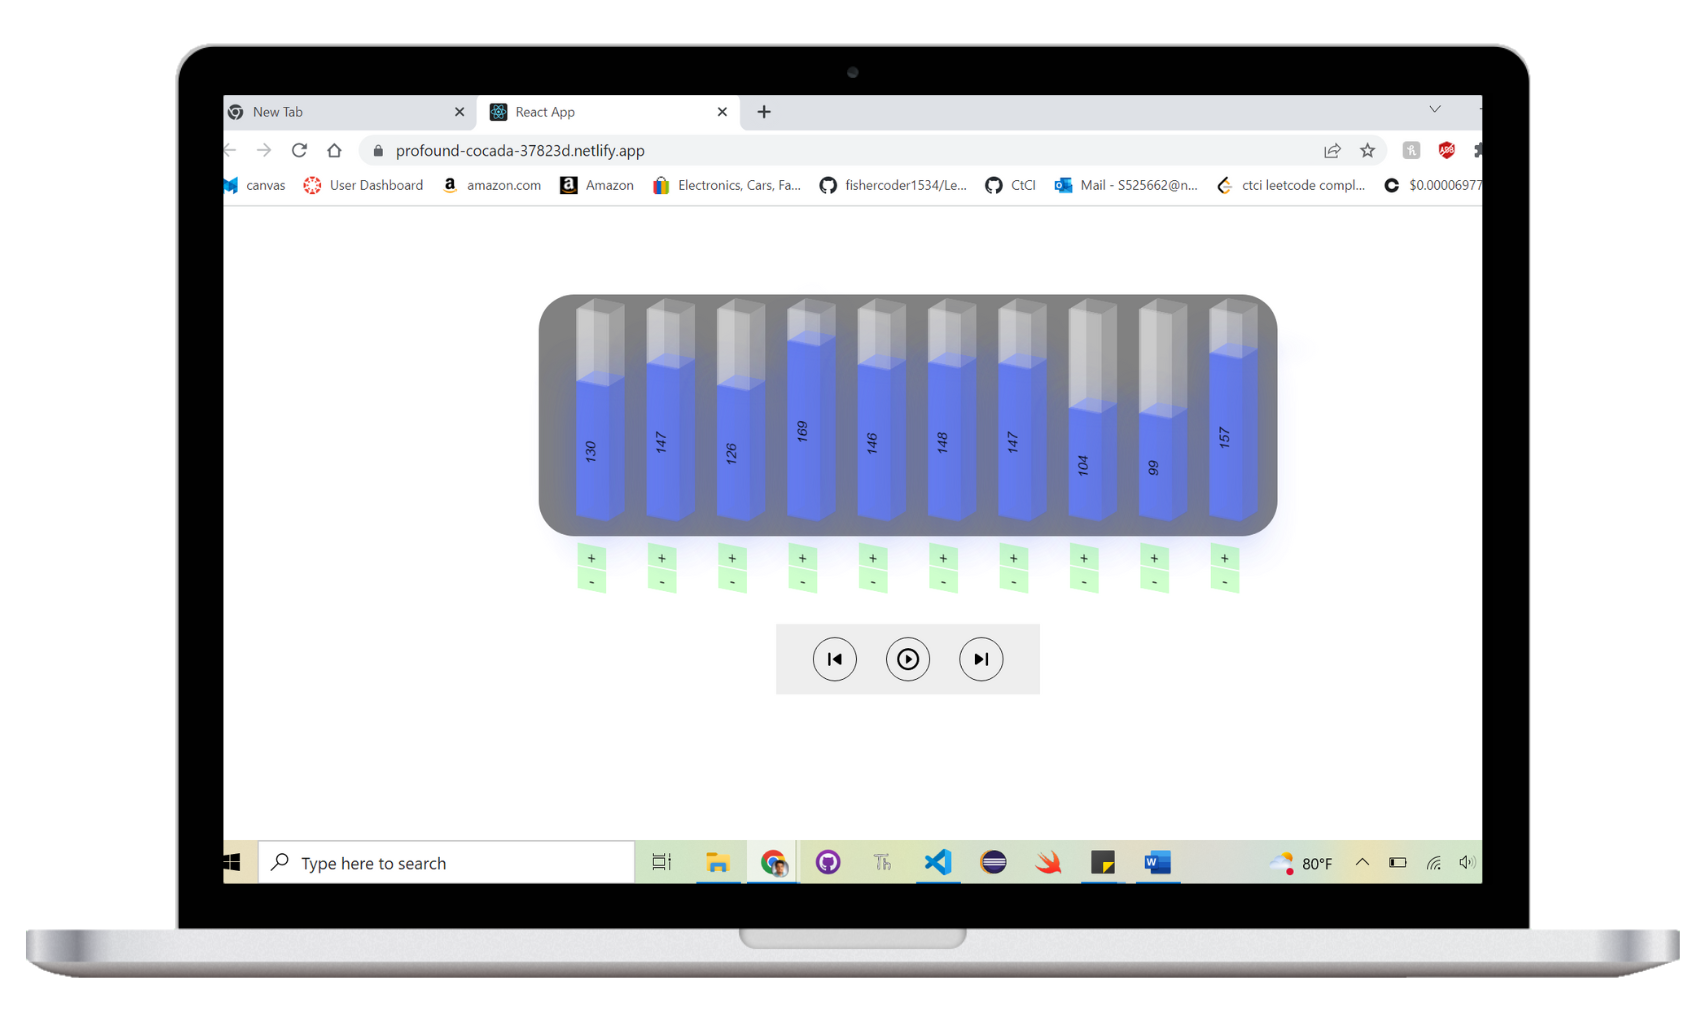 New Tab
React App
profound-cocada-37823d.netlify.app
canvas User Dashboard a amazon.com a Amazon Electronics, Cars, Fa... fishercoder1534/Le... CtCI Mail - S525662@n... ctci leetcode compl... $0.00006977
130 147 126 169 146 148 147 104 99 157
+ + + + + + + + + +
- - - - - - - - - -
Type here to search Th W 80°F